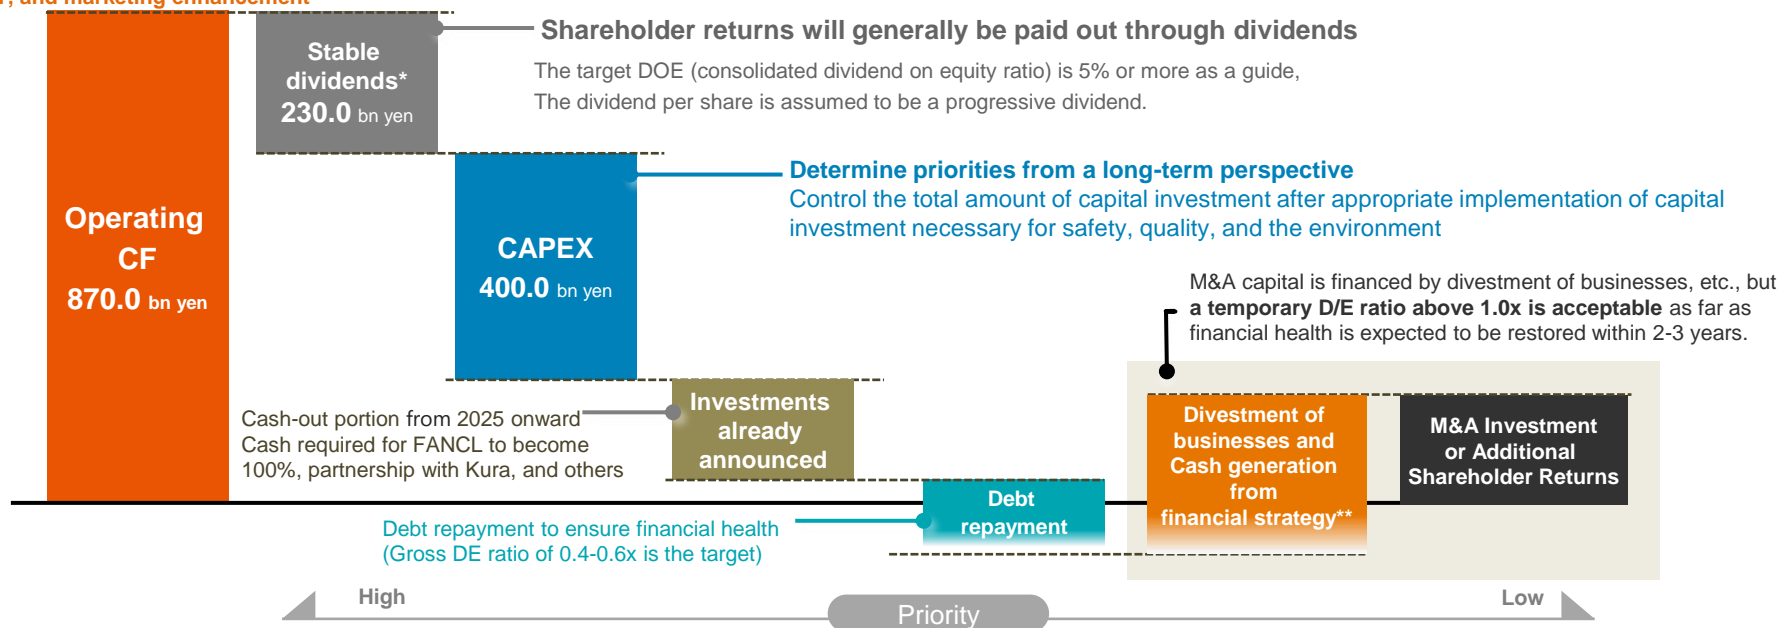 and marketing enhancement
Stable
dividends*
230.0 bn yen
Shareholder returns will generally be paid out through dividends
The target DOE (consolidated dividend on equity ratio) is 5% or more as a guide,
The dividend per share is assumed to be a progressive dividend.
Operating
CF
870.0 bn yen
CAPEX
400.0 bn yen
Determine priorities from a long-term perspective
Control the total amount of capital investment after appropriate implementation of capital
investment necessary for safety, quality, and the environment
M&A capital is financed by divestment of businesses, etc., but
a temporary D/E ratio above 1.0x is acceptable as far as
financial health is expected to be restored within 2-3 years.
Cash-out portion from 2025 onward
Cash required for FANCL to become
100%, partnership with Kura, and others
Investments
already
announced
Debt repayment to ensure financial health
(Gross DE ratio of 0.4-0.6x is the target)
Debt
repayment
Divestment of
businesses and
Cash generation
from
financial strategy**
M&A Investment
or Additional
Shareholder Returns
High
Priority
Low